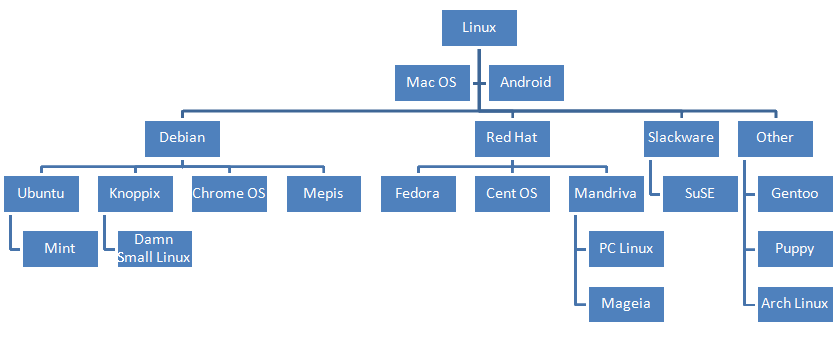 Linux
Mac OS
Android
Debian
Red Hat
Slackware
Other
Ubuntu
Knoppix
Chrome OS
Mepis
Fedora
Cent OS
Mandriva
SuSE
Gentoo
Mint
Damn
Small Linux
PC Linux
Puppy
Mageia
Arch Linux